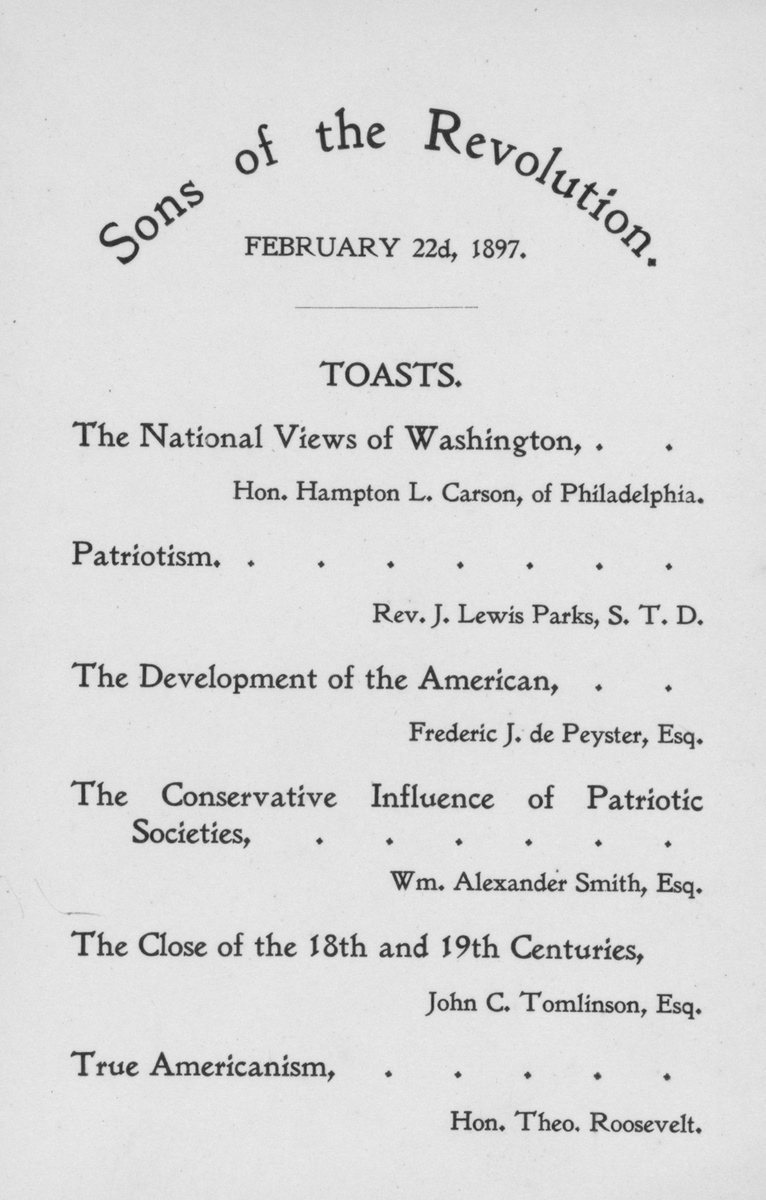 Sons of the Revolution.
FEBRUARY 22d, 1897.
TOASTS.
The National Views of Washington, . .
Hon. Hampton L. Carson, of Philadelphia.
Patriotism. . . . . . . .
Rev. J. Lewis Parks, S. T. D.
The Development of the American, . .
Frederic J. de Peyster, Esq.
The Conservative Influence of Patriotic
Societies, . . . . . .
Wm. Alexander Smith, Esq.
The Close of the 18th and 19th Centuries,
John C. Tomlinson, Esq.
True Americanism, . . . . .
Hon. Theo. Roosevelt.